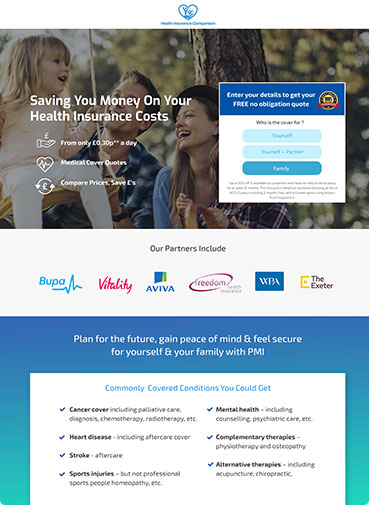 Health Insurance Comparison
Saving You Money On Your
Health Insurance Costs
£
From only £0.30p** a day
Medical Cover Quotes
£
Compare Prices, Save £'s
Enter your details to get your
FREE no obligation quote
Who is the cover for ?
Yourself
Yourself + Partner
Family
Our Partners Include
Bupa
Vitality
AVIVA
freedom
health
insurance
WPA
The
Exeter
Plan for the future, gain peace of mind & feel secure
for yourself & your family with PMI
Commonly Covered Conditions You Could Get
Cancer cover including palliative care,
diagnosis, chemotherapy, radiotherapy, etc.
Heart disease - including aftercare cover
Stroke - aftercare
Sports injuries – but not professional
sports people homeopathy, etc.
Mental health – including
counselling, psychiatric care, etc.
Complementary therapies –
physiotherapy and osteopathy
Alternative therapies – including
acupuncture, chiropractic,